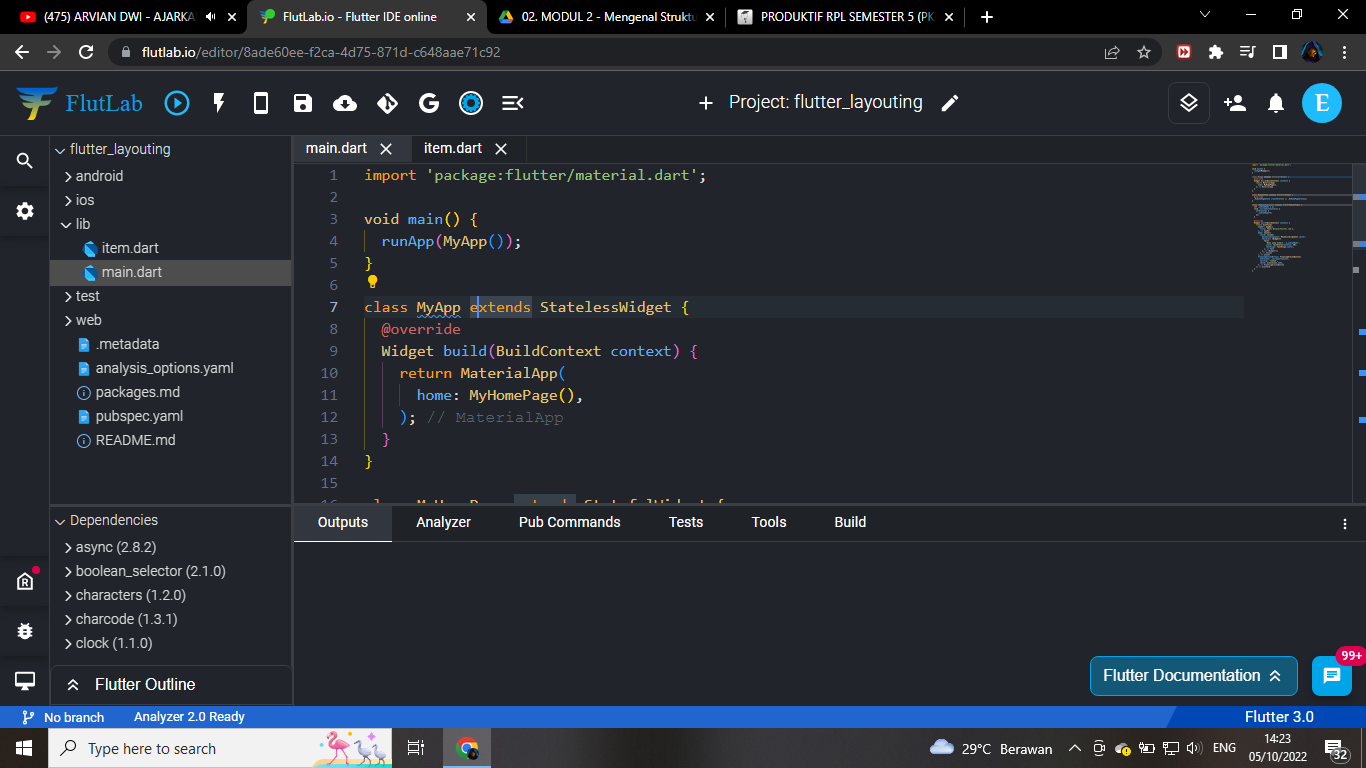 (475) ARVIAN DWI - AJARKA
FlutLab.io - Flutter IDE online
02. MODUL 2 - Mengenal Struktu
PRODUKTIF RPL SEMESTER 5 (PK
flutlab.io/editor/8ade60ee-f2ca-4d75-871d-c648aae71c92
FlutLab
Project: flutter_layouting
E
flutter_layouting
android
ios
lib
item.dart
main.dart
test
web
.metadata
analysis_options.yaml
packages.md
pubspec.yaml
README.md
Dependencies
async (2.8.2)
boolean_selector (2.1.0)
characters (1.2.0)
charcode (1.3.1)
clock (1.1.0)
Flutter Outline
main.dart
item.dart
1 import 'package:flutter/material.dart';
2
3 void main() {
4 runApp(MyApp());
5 }
6
7 class MyApp extends StatelessWidget {
8 @override
9 Widget build(BuildContext context) {
10 return MaterialApp(
11 home: MyHomePage(),
12 ); // MaterialApp
13 }
14 }
15
16 class MyHomePage extends StatefulWidget {
Outputs Analyzer Pub Commands Tests Tools Build
Flutter Documentation
99+
No branch
Analyzer 2.0 Ready
Flutter 3.0
Type here to search
29°C Berawan
ENG
14:23
05/10/2022
32